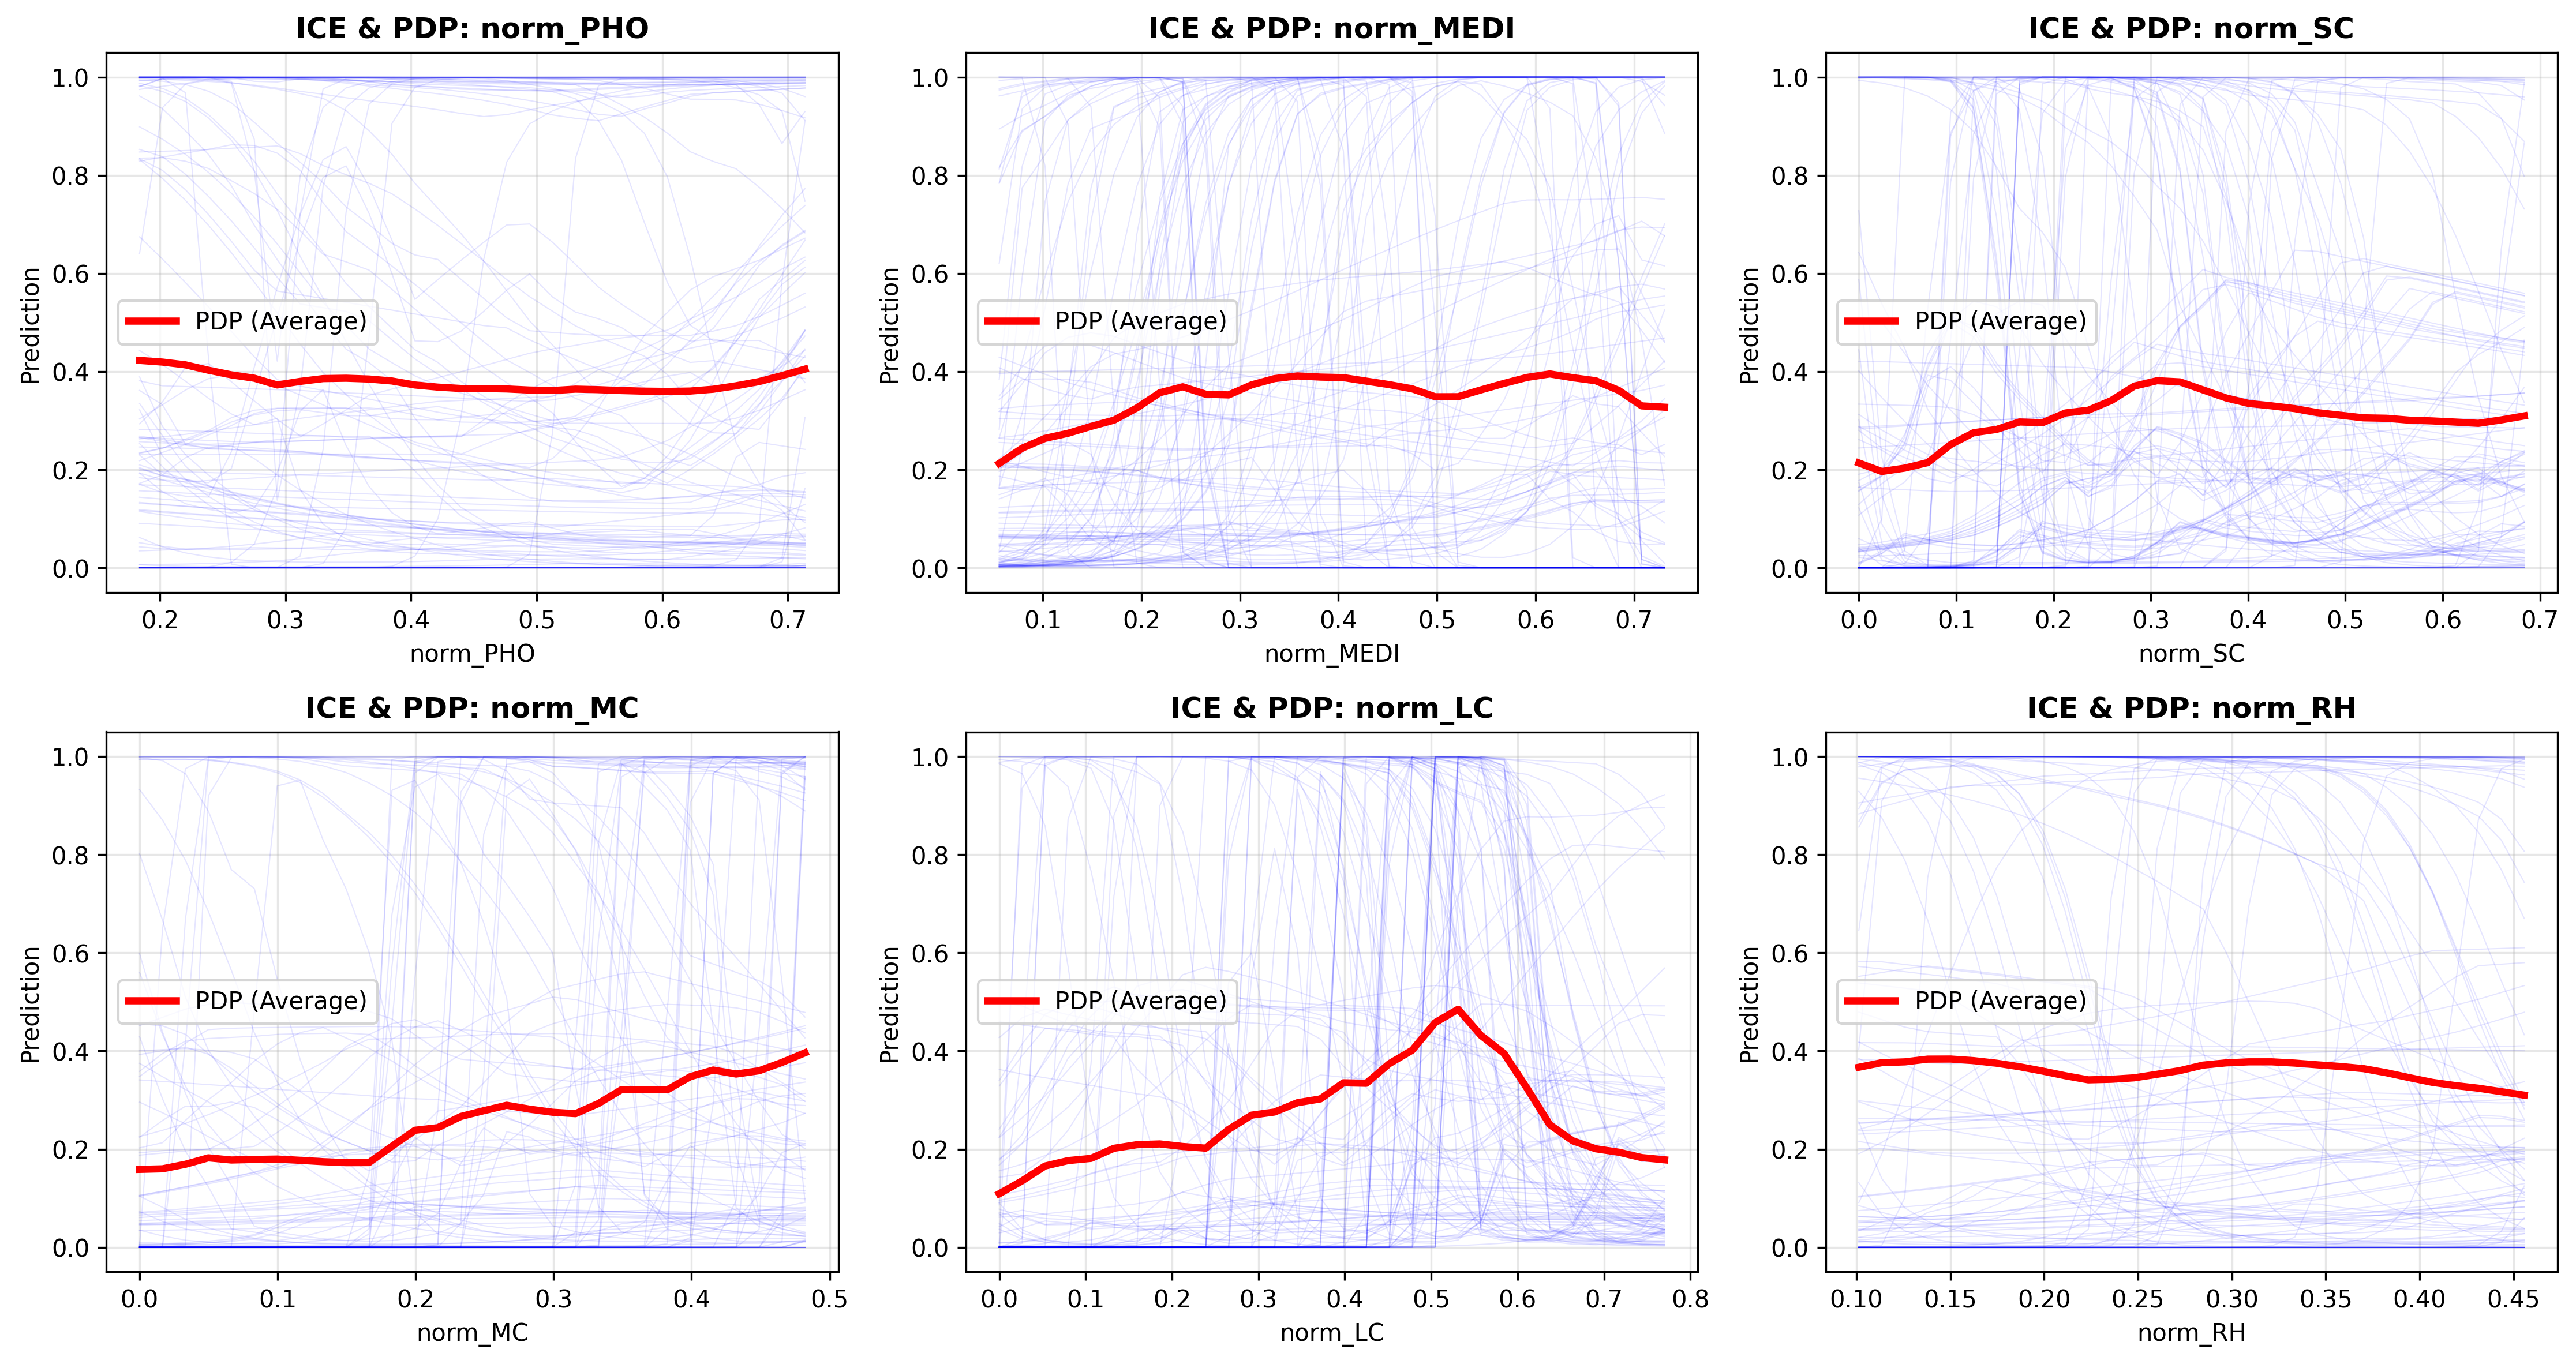 ICE & PDP: norm_PHO
1.0
0.8
0.6
0.4
0.2
0.0
Prediction
PDP (Average)
0.2 0.3 0.4 0.5 0.6 0.7
norm_PHO
ICE & PDP: norm_MEDI
1.0
0.8
0.6
0.4
0.2
0.0
Prediction
PDP (Average)
0.1 0.2 0.3 0.4 0.5 0.6 0.7
norm_MEDI
ICE & PDP: norm_SC
1.0
0.8
0.6
0.4
0.2
0.0
Prediction
PDP (Average)
0.0 0.1 0.2 0.3 0.4 0.5 0.6 0.7
norm_SC
ICE & PDP: norm_MC
1.0
0.8
0.6
0.4
0.2
0.0
Prediction
PDP (Average)
0.0 0.1 0.2 0.3 0.4 0.5
norm_MC
ICE & PDP: norm_LC
1.0
0.8
0.6
0.4
0.2
0.0
Prediction
PDP (Average)
0.0 0.1 0.2 0.3 0.4 0.5 0.6 0.7 0.8
norm_LC
ICE & PDP: norm_RH
1.0
0.8
0.6
0.4
0.2
0.0
Prediction
PDP (Average)
0.10 0.15 0.20 0.25 0.30 0.35 0.40 0.45
norm_RH